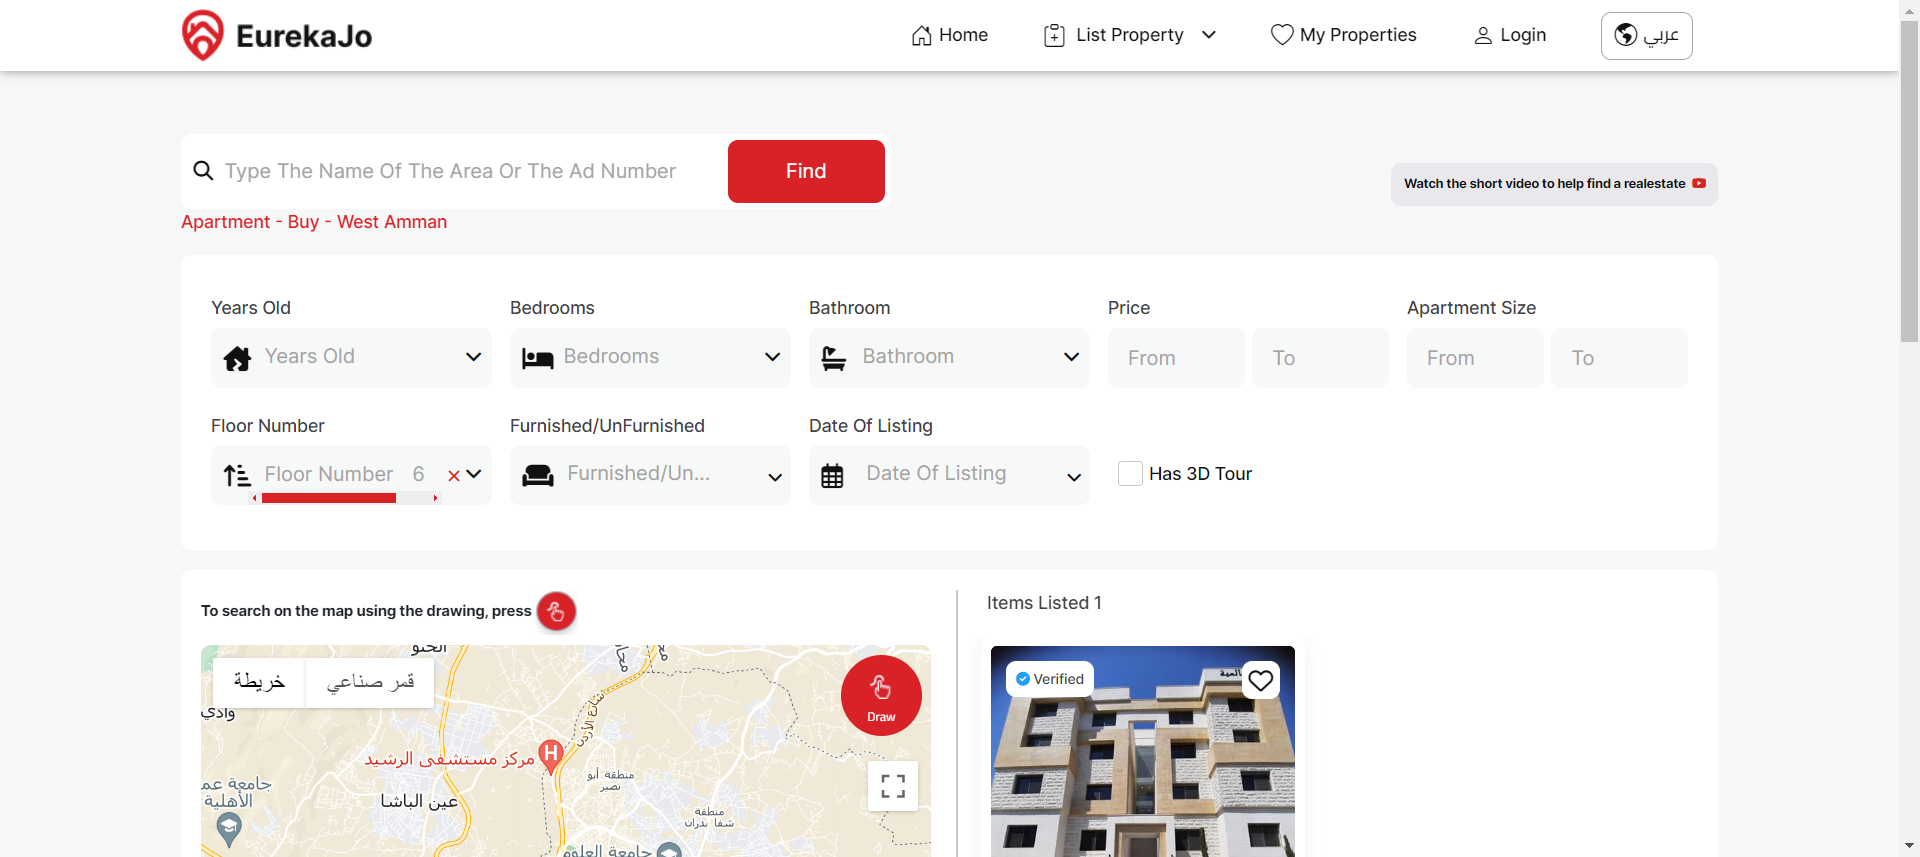 EurekaJo
Home
List Property
My Properties
Login
عربي
Type The Name Of The Area Or The Ad Number
Find
Watch the short video to help find a realestate
Apartment - Buy - West Amman
Years Old
Bedrooms
Bathroom
Price
Apartment Size
Years Old
Bedrooms
Bathroom
From
To
From
To
Floor Number
Furnished/UnFurnished
Date Of Listing
Floor Number 6
Furnished/Un...
Date Of Listing
Has 3D Tour
To search on the map using the drawing, press
Items Listed 1
خريطة
قمر صناعي
Draw
وادي
شارع الأردن
H
مركز مستشفى الرشيد
منطقة أبو
نصير
جامعة عم
الأهلية
عين الباشا
منطقة
شفا بدران
جامعة العلوم
Verified